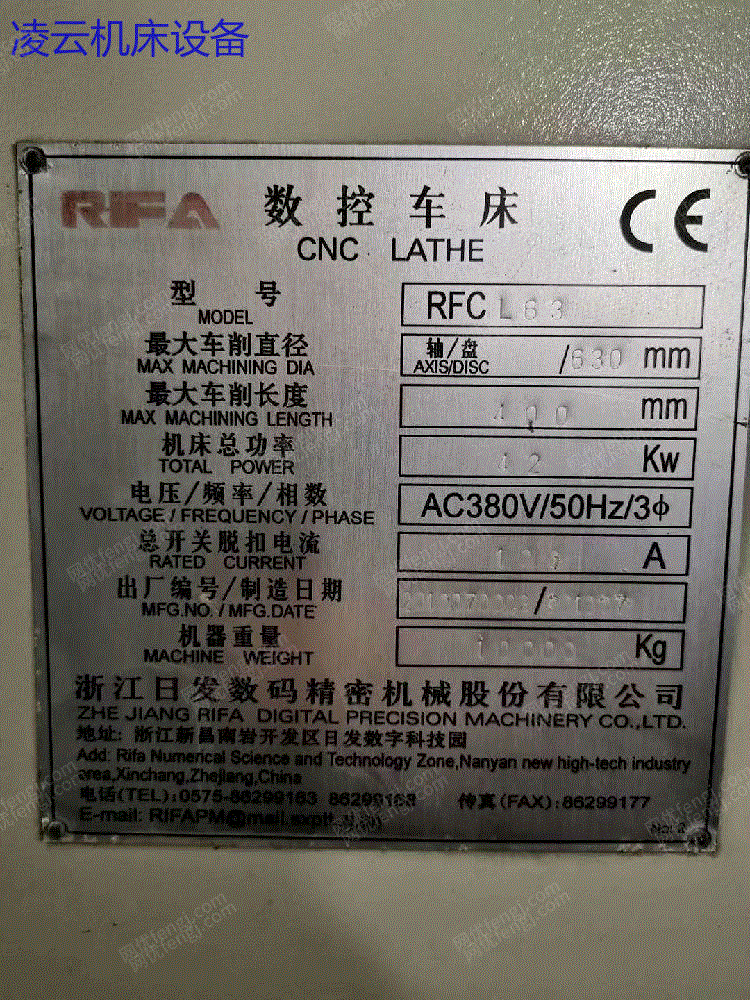 凌云机床设备
RIFA 数控车床 CE
CNC LATHE
型号 RFC L63
MODEL
最大车削直径 轴/盘 /630 mm
MAX MACHINING DIA AXIS/DISC
最大车削长度 400 mm
MAX MACHINING LENGTH
机床总功率 42 Kw
TOTAL POWER
电压/频率/相数 AC380V/50Hz/3ϕ
VOLTAGE/FREQUENCY/PHASE
总开关脱扣电流 A
RATED CURRENT
出厂编号/制造日期 /
MFG.NO./MFG.DATE
机器重量 10000 Kg
MACHINE WEIGHT
浙江日发数码精密机械股份有限公司
ZHE JIANG RIFA DIGITAL PRECISION MACHINERY CO.,LTD.
地址: 浙江新昌南岩开发区日发数字科技园
Add: Rifa Numerical Science and Technology Zone,Nanyan new high-tech industry
area,Xinchang,Zhejiang,China
电话(TEL):0575-86299163 86299168 传真(FAX):86299177
E-mail: RIFAPM@mail.sxptt.zj.cn